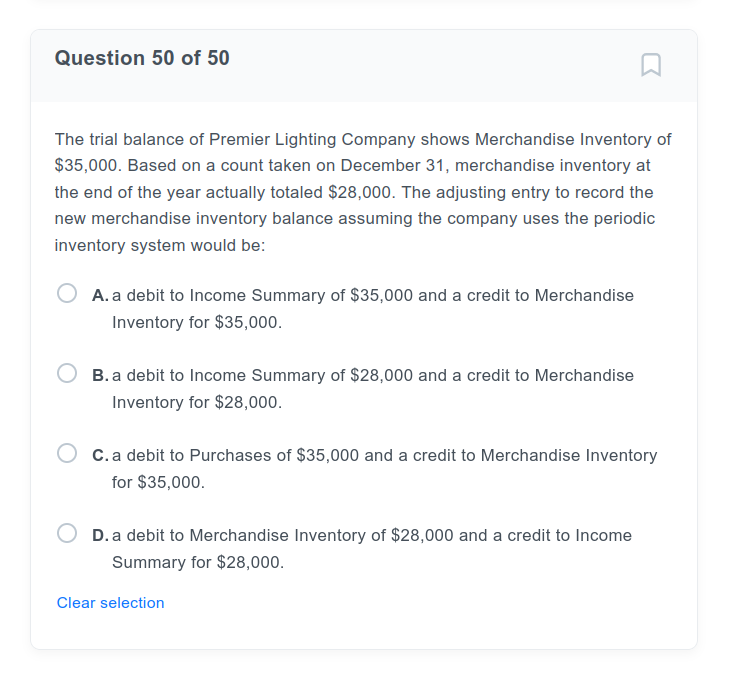 Question 50 of 50
The trial balance of Premier Lighting Company shows Merchandise Inventory of
$35,000. Based on a count taken on December 31, merchandise inventory at
the end of the year actually totaled $28,000. The adjusting entry to record the
new merchandise inventory balance assuming the company uses the periodic
inventory system would be:
A. a debit to Income Summary of $35,000 and a credit to Merchandise
Inventory for $35,000.
B. a debit to Income Summary of $28,000 and a credit to Merchandise
Inventory for $28,000.
C. a debit to Purchases of $35,000 and a credit to Merchandise Inventory
for $35,000.
D. a debit to Merchandise Inventory of $28,000 and a credit to Income
Summary for $28,000.
Clear selection